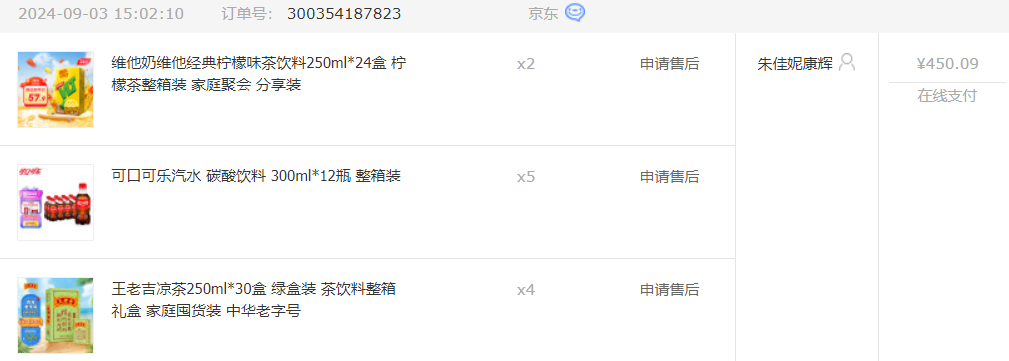 2024-09-03 15:02:10 订单号: 300354187823 京东
维他奶维他经典柠檬味茶饮料250ml*24盒 柠 x2 申请售后 朱佳妮康辉 ¥450.09
檬茶整箱装 家庭聚会 分享装
在线支付
可口可乐汽水 碳酸饮料 300ml*12瓶 整箱装 x5 申请售后
王老吉凉茶250ml*30盒 绿盒装 茶饮料整箱 x4 申请售后
礼盒 家庭囤货装 中华老字号